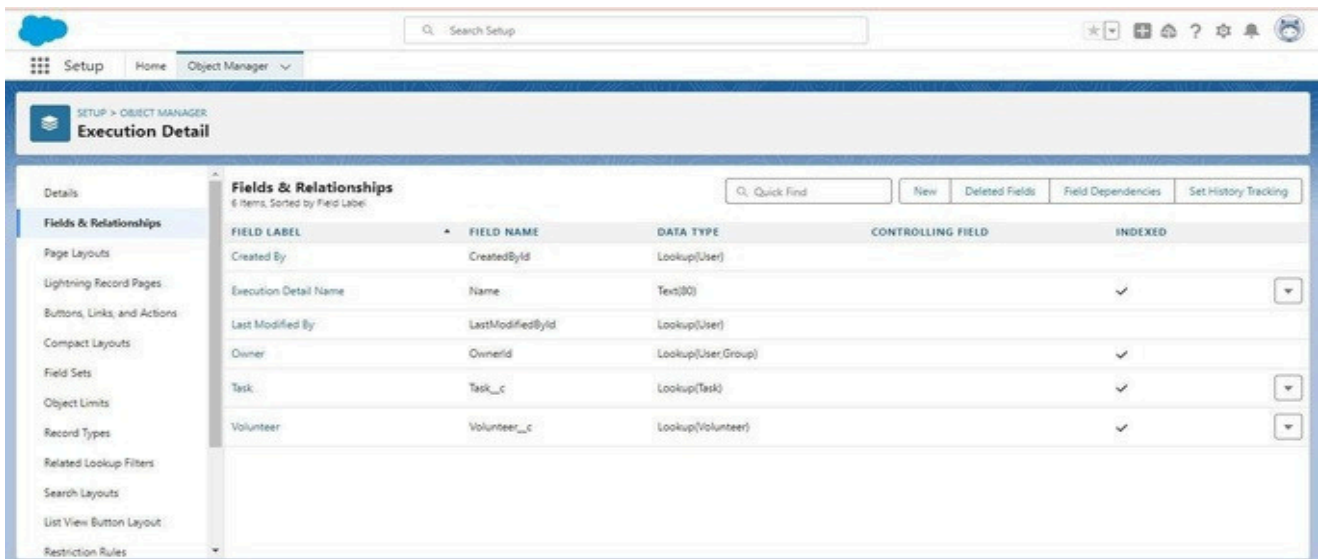 Search Setup
Setup Home Object Manager
SETUP > OBJECT MANAGER
Execution Detail
Details
Fields & Relationships
Page Layouts
Lightning Record Pages
Buttons, Links, and Actions
Compact Layouts
Field Sets
Object Limits
Record Types
Related Lookup Filters
Search Layouts
List View Button Layout
Restriction Rules
Fields & Relationships
6 Items, Sorted by Field Label
Quick Find New Deleted Fields Field Dependencies Set History Tracking
FIELD LABEL FIELD NAME DATA TYPE CONTROLLING FIELD INDEXED
Created By CreatedById Lookup(User)
Execution Detail Name Name Text(80)
Last Modified By LastModifiedById Lookup(User)
Owner OwnerId Lookup(User,Group)
Task Task__c Lookup(Task)
Volunteer Volunteer__c Lookup(Volunteer)